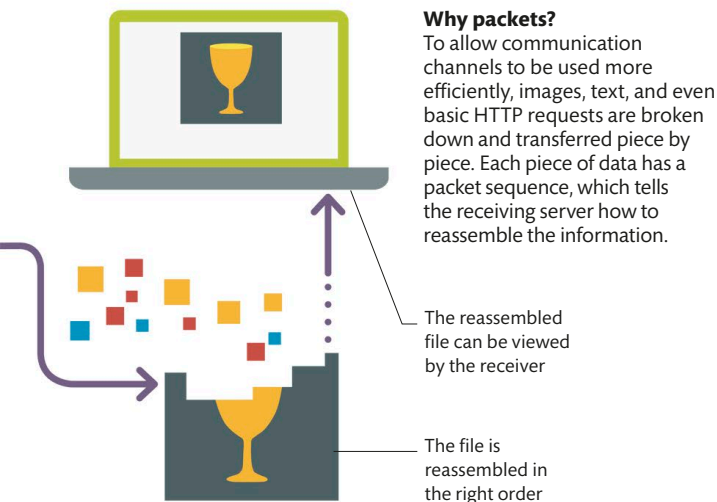 Why packets?
To allow communication
channels to be used more
efficiently, images, text, and even
basic HTTP requests are broken
down and transferred piece by
piece. Each piece of data has a
packet sequence, which tells
the receiving server how to
reassemble the information.
The reassembled
file can be viewed
by the receiver
The file is
reassembled in
the right order